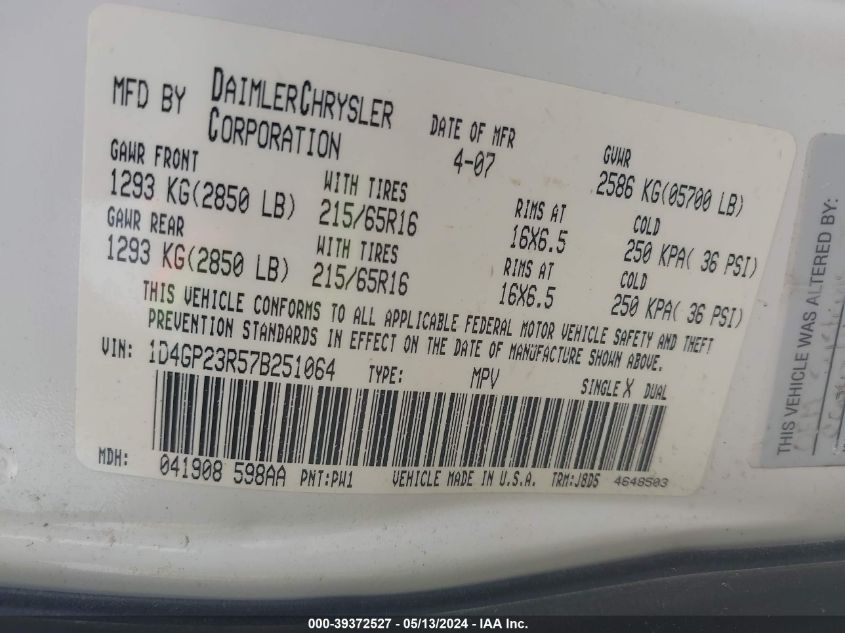 MFD BY DAIMLERCHRYSLER CORPORATION
DATE OF MFR 4-07
GVWR 2586 KG(05700 LB)
GAWR FRONT 1293 KG(2850 LB)
WITH TIRES 215/65R16
RIMS AT 16X6.5
COLD 250 KPA( 36 PSI)
GAWR REAR 1293 KG(2850 LB)
WITH TIRES 215/65R16
RIMS AT 16X6.5
COLD 250 KPA( 36 PSI)
THIS VEHICLE CONFORMS TO ALL APPLICABLE FEDERAL MOTOR VEHICLE SAFETY AND THEFT
PREVENTION STANDARDS IN EFFECT ON THE DATE OF MANUFACTURE SHOWN ABOVE.
VIN: 1D4GP23R57B251064 TYPE: MPV SINGLE X DUAL
MDH: 041908 598AA PNT:PW1 VEHICLE MADE IN U.S.A. TRM:J8D5 4648503
THIS VEHICLE WAS ALTERED BY:
000-39372527 - 05/13/2024 - IAA Inc.